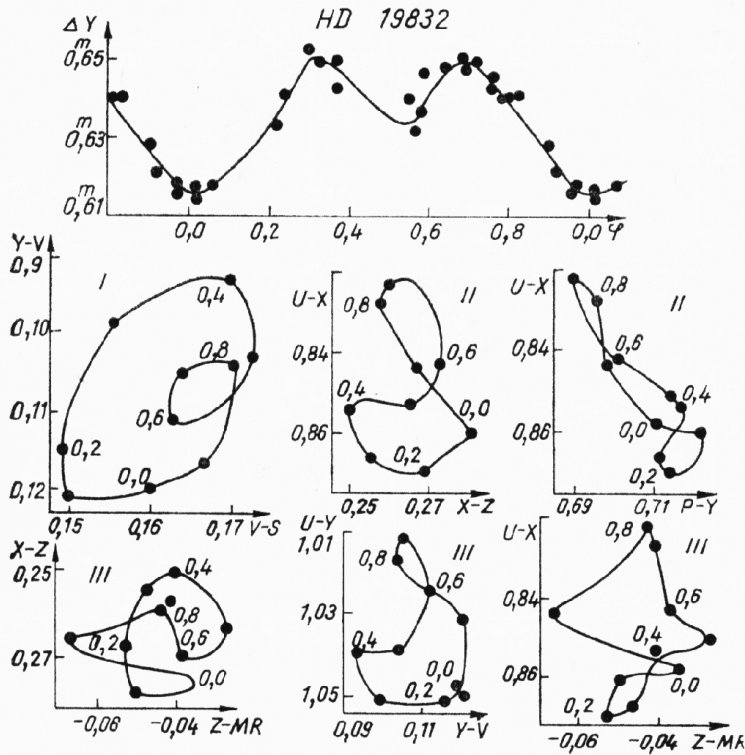 HD 19832
ΔY
0,65ᵐ
0,63ᵐ
0,61ᵐ
0,0 0,2 0,4 0,6 0,8 0,0 φ
Y-V
0,9
0,10
0,11
0,12
I
0,4
0,8
0,6
0,2
0,0
0,15 0,16 0,17 V-S
U-X
0,84
0,86
II
0,8
0,6
0,4
0,0
0,2
0,25 0,27 X-Z
U-X
0,84
0,86
II
0,8
0,6
0,4
0,0
0,2
0,69 0,71 P-Y
X-Z
0,25
0,27
III
0,4
0,8
0,2
0,6
0,0
-0,06 -0,04 Z-MR
U-Y
1,01
1,03
1,05
III
0,8
0,6
0,4
0,0
0,2
0,09 0,11 Y-V
U-X
0,84
0,86
III
0,8
0,6
0,4
0,0
0,2
-0,06 -0,04 Z-MR